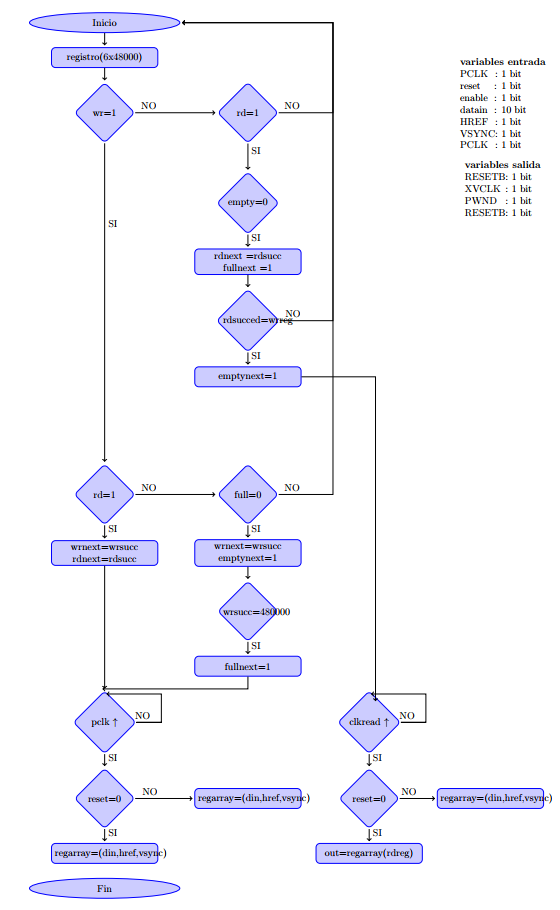 Inicio
registro(6x48000)
variables entrada
PCLK : 1 bit
reset : 1 bit
enable : 1 bit
datain : 10 bit
HREF : 1 bit
VSYNC: 1 bit
PCLK : 1 bit
variables salida
RESETB: 1 bit
XVCLK : 1 bit
PWND : 1 bit
RESETB: 1 bit
wr=1
NO
rd=1
NO
SI
SI
empty=0
SI
rdnext =rdsucc
fullnext =1
rdsucced=wrreg
NO
SI
emptynext=1
rd=1
NO
full=0
NO
SI
SI
wrnext=wrsucc
rdnext=rdsucc
wrnext=wrsucc
emptynext=1
wrsucc=480000
SI
fullnext=1
pclk ↑
NO
clkread ↑
NO
SI
SI
reset=0
NO
regarray=(din,href,vsync)
reset=0
NO
regarray=(din,href,vsync)
SI
SI
regarray=(din,href,vsync)
out=regarray(rdreg)
Fin